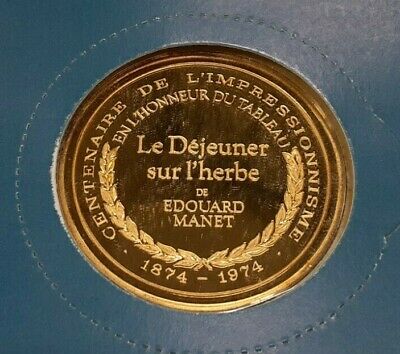 · CENTENAIRE DE L'IMPRESSIONNISME ·
EN L'HONNEUR DU TABLEAU
Le Déjeuner
sur l'herbe
DE
EDOUARD
MANET
1874 - 1974